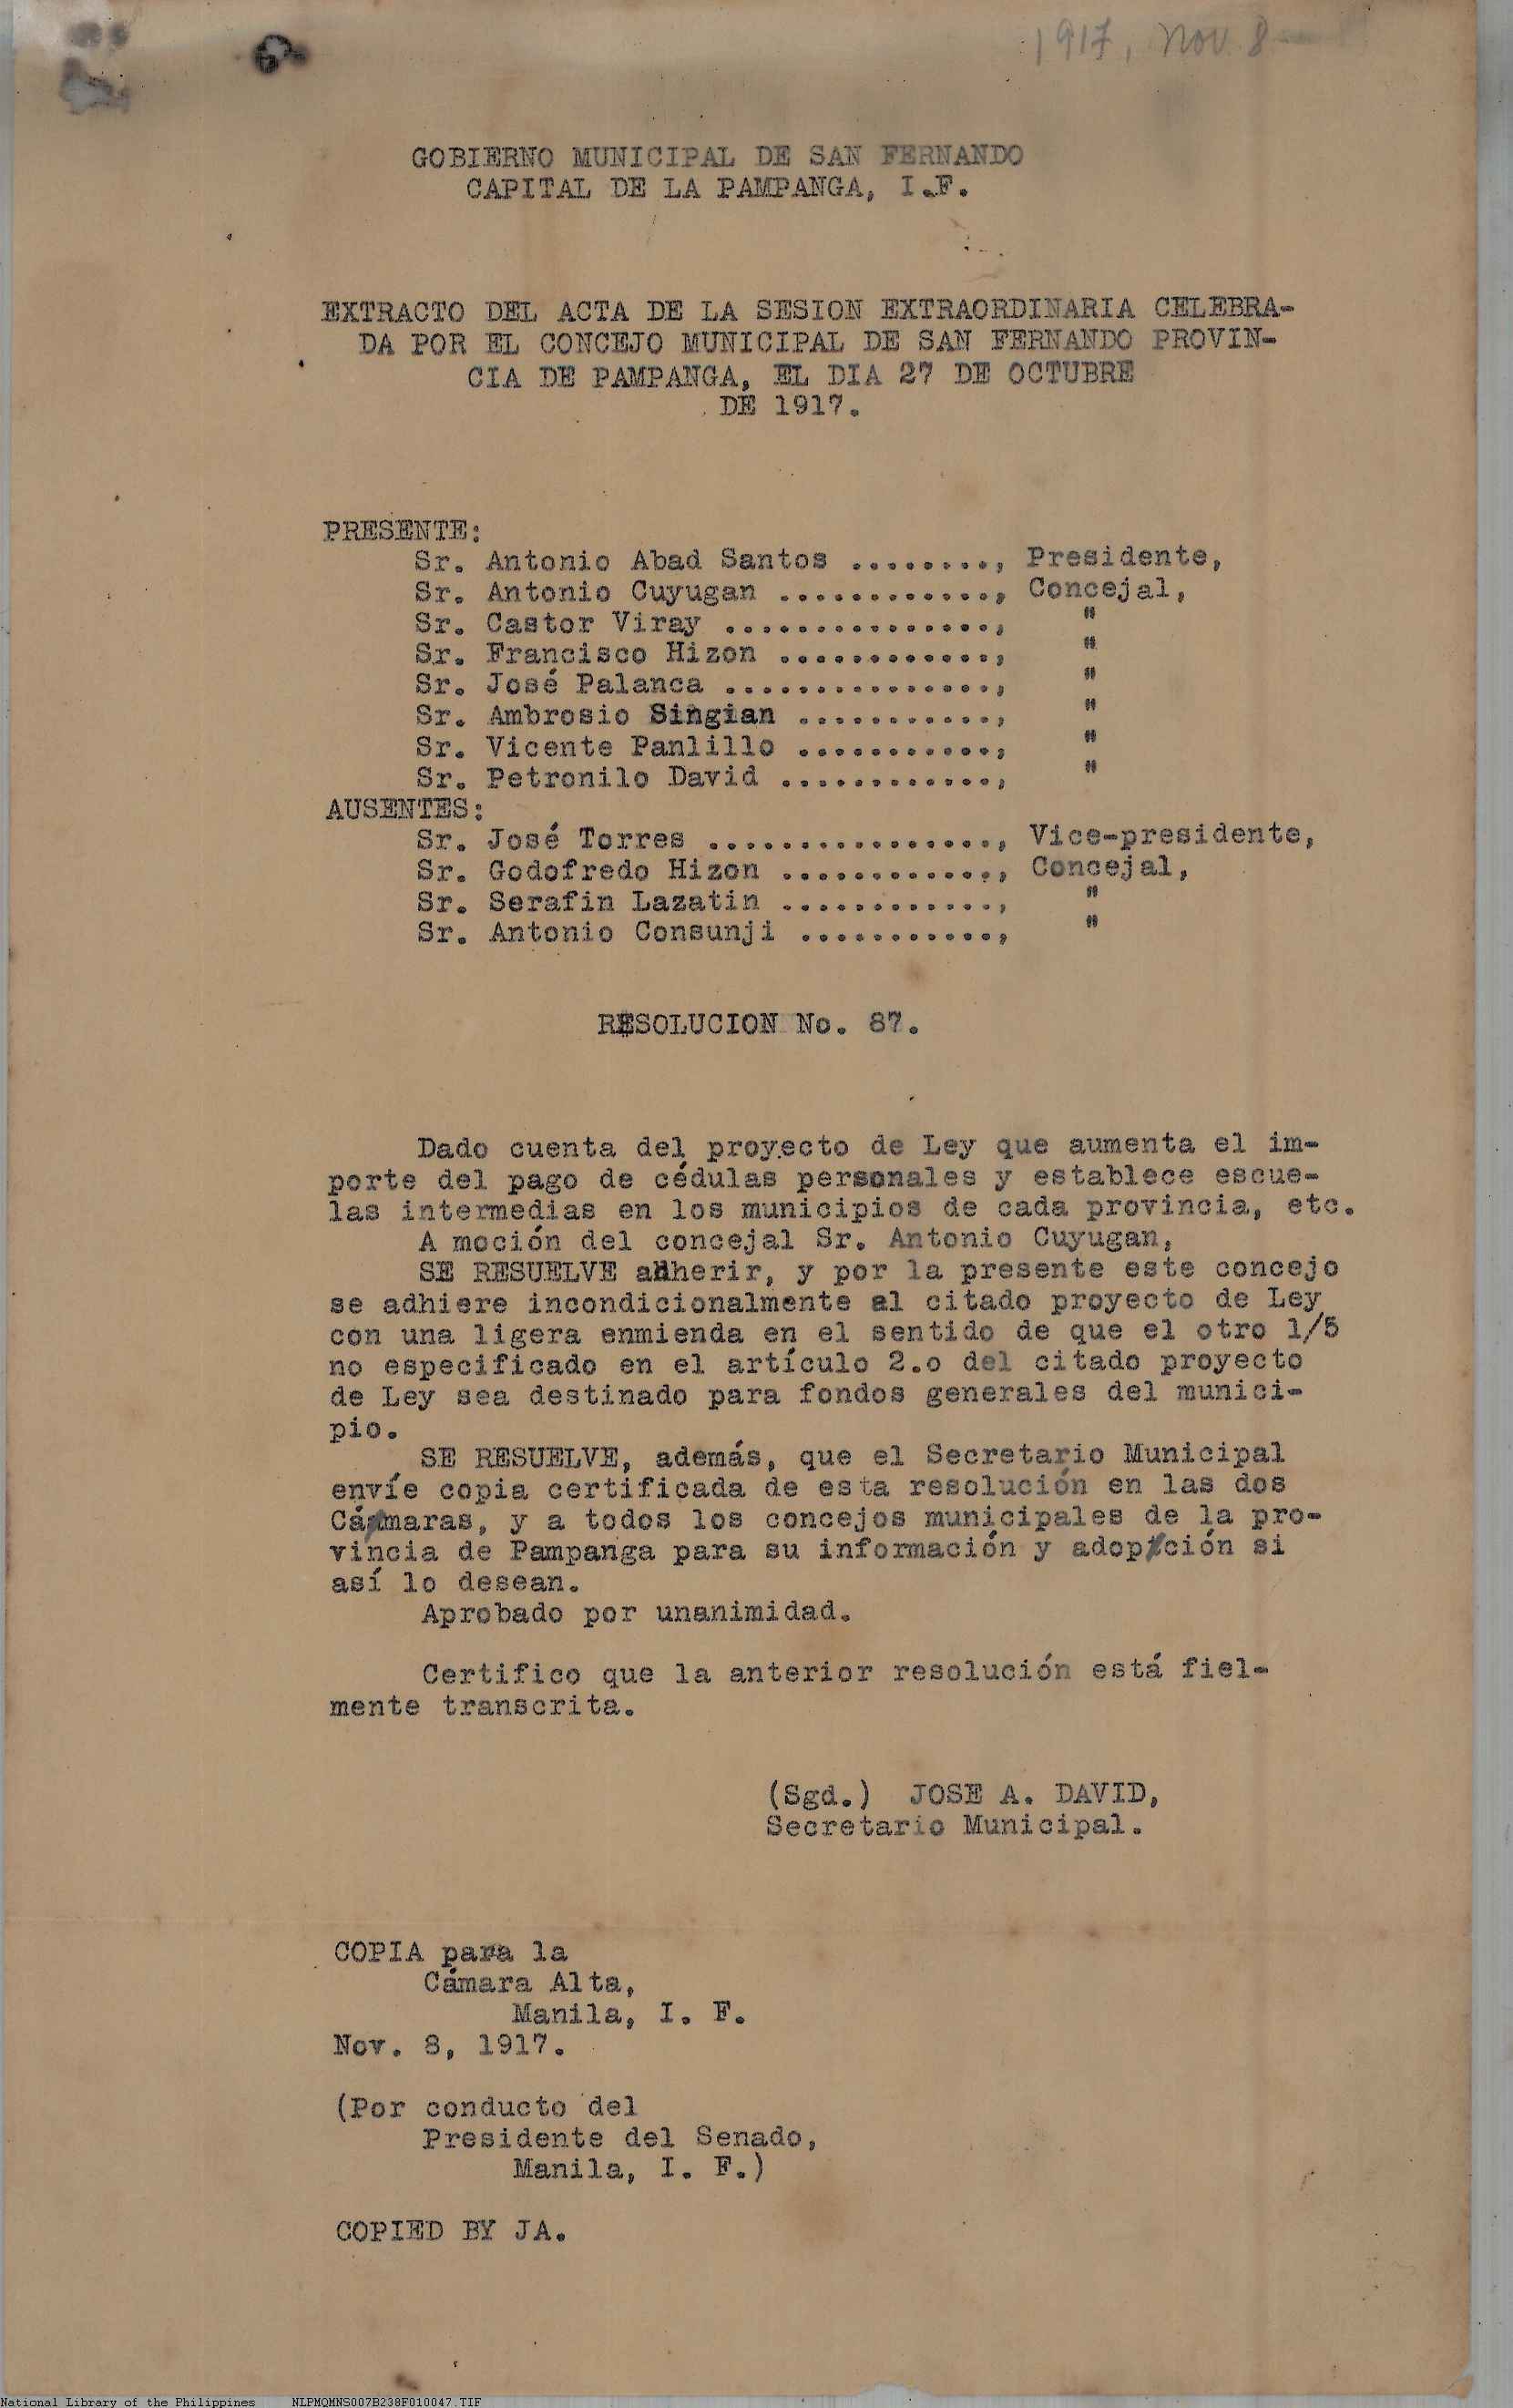 1917, Nov. 8
GOBIERNO MUNICIPAL DE SAN FERNANDO
CAPITAL DE LA PAMPANGA, I.F.
EXTRACTO DEL ACTA DE LA SESION EXTRAORDINARIA CELEBRA-
DA POR EL CONCEJO MUNICIPAL DE SAN FERNANDO PROVIN-
CIA DE PAMPANGA, EL DIA 27 DE OCTUBRE
DE 1917.
PRESENTE:
Sr. Antonio Abad Santos ........, Presidente,
Sr. Antonio Cuyugan ............, Concejal,
Sr. Castor Viray ..............., "
Sr. Francisco Hizon ............, "
Sr. José Palanca ..............., "
Sr. Ambrosio Singian ..........., "
Sr. Vicente Panlillo ..........., "
Sr. Petronilo David ............, "
AUSENTES:
Sr. José Torres ................, Vice-presidente,
Sr. Godofredo Hizon ............, Concejal,
Sr. Serafin Lazatin ............, "
Sr. Antonio Consunji ..........., "
RESOLUCION No. 87.
Dado cuenta del proyecto de Ley que aumenta el im-
porte del pago de cédulas personales y establece escue-
las intermedias en los municipios de cada provincia, etc.
A moción del concejal Sr. Antonio Cuyugan,
SE RESUELVE adherir, y por la presente este concejo
se adhiere incondicionalmente al citado proyecto de Ley
con una ligera enmienda en el sentido de que el otro 1/5
no especificado en el artículo 2.o del citado proyecto
de Ley sea destinado para fondos generales del munici-
pio.
SE RESUELVE, además, que el Secretario Municipal
envíe copia certificada de esta resolución en las dos
Cámaras, y a todos los concejos municipales de la pro-
vincia de Pampanga para su información y adopción si
así lo desean.
Aprobado por unanimidad.
Certifico que la anterior resolución está fiel-
mente transcrita.
(Sgd.) JOSE A. DAVID,
Secretario Municipal.
COPIA para la
Cámara Alta,
Manila, I. F.
Nov. 8, 1917.
(Por conducto del
Presidente del Senado,
Manila, I. F.)
COPIED BY JA.
National Library of the Philippines NLPMQMNS007B238F010047.TIF